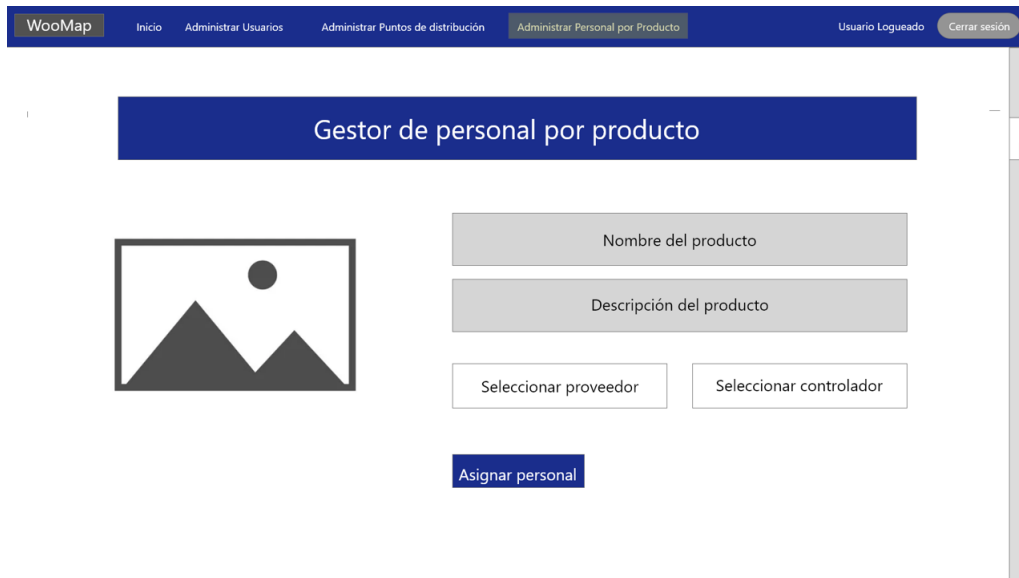 WooMap
Inicio
Administrar Usuarios
Administrar Puntos de distribución
Administrar Personal por Producto
Usuario Logueado
Cerrar sesión
Gestor de personal por producto
Nombre del producto
Descripción del producto
Seleccionar proveedor
Seleccionar controlador
Asignar personal